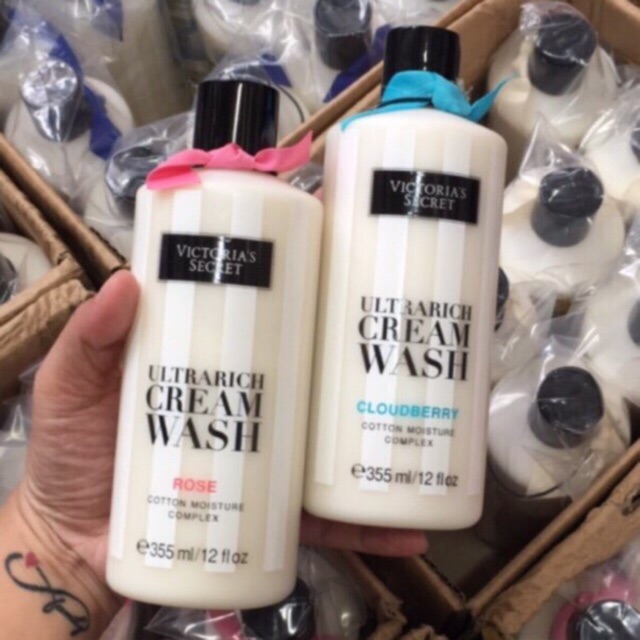 VICTORIA'S
SECRET
ULTRARICH
CREAM
WASH
ROSE
COTTON MOISTURE
COMPLEX
℮355 ml/12 fl oz
VICTORIA'S
SECRET
ULTRARICH
CREAM
WASH
CLOUDBERRY
COTTON MOISTURE
COMPLEX
℮355 ml/12 fl oz